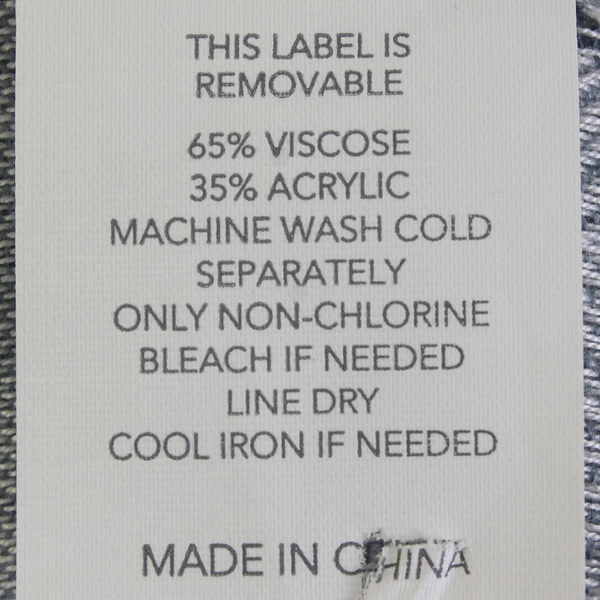 THIS LABEL IS
REMOVABLE
65% VISCOSE
35% ACRYLIC
MACHINE WASH COLD
SEPARATELY
ONLY NON-CHLORINE
BLEACH IF NEEDED
LINE DRY
COOL IRON IF NEEDED
MADE IN CHINA